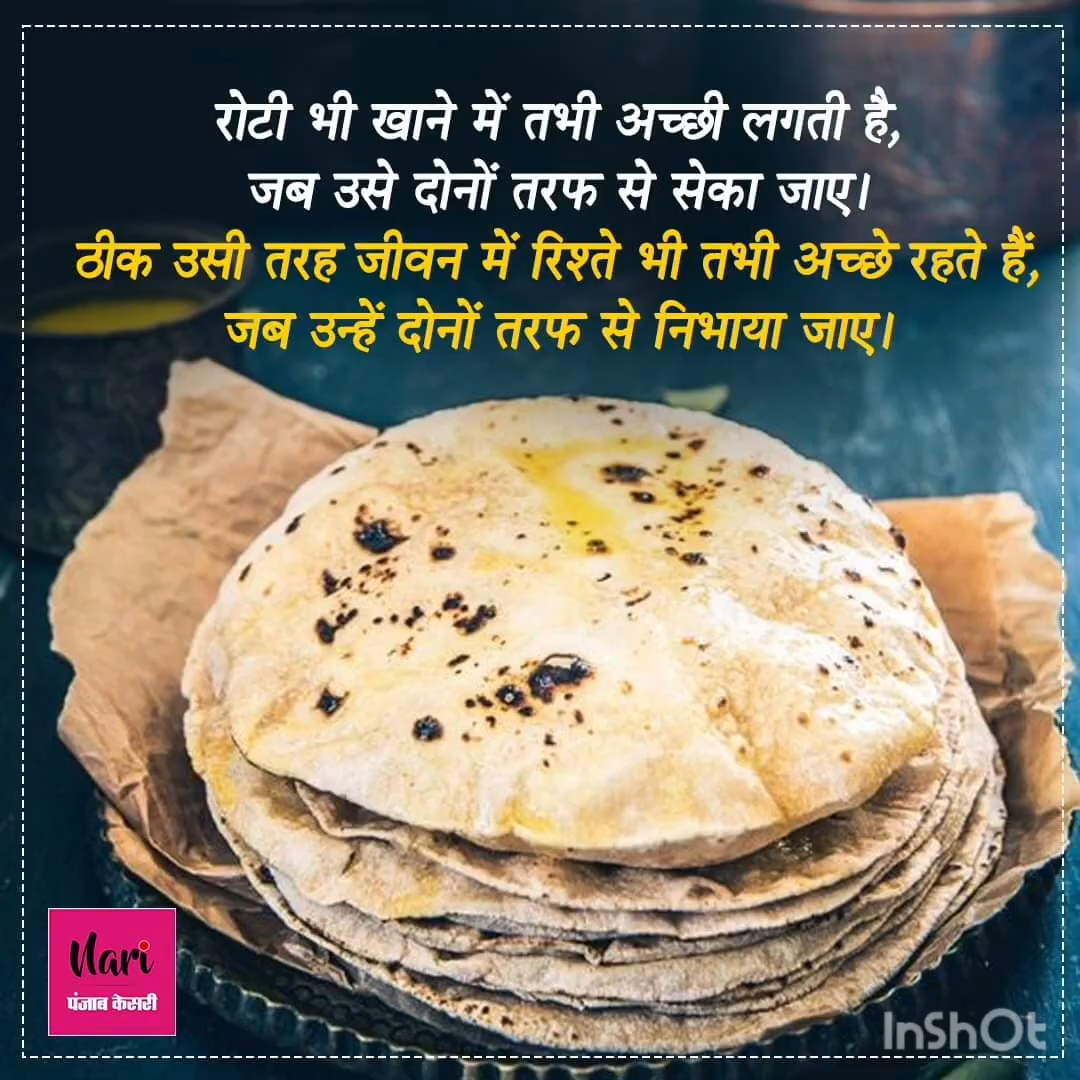 रोटी भी खाने में तभी अच्छी लगती है,
जब उसे दोनों तरफ से सेका जाए।
ठीक उसी तरह जीवन में रिश्ते भी तभी अच्छे रहते हैं,
जब उन्हें दोनों तरफ से निभाया जाए।
Nari
पंजाब केसरी
InShOt